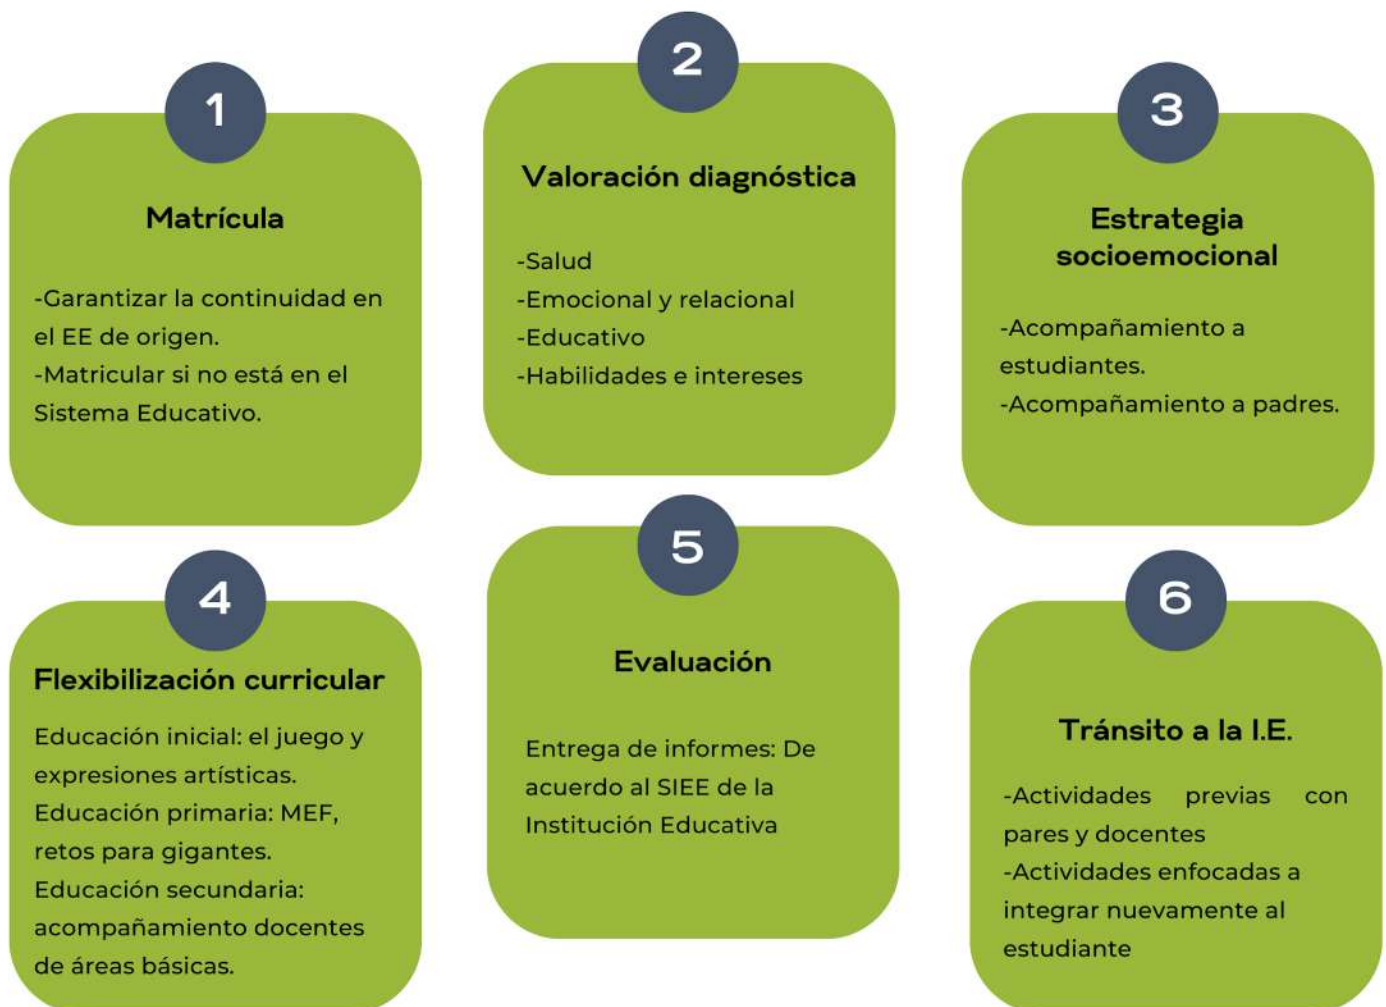 1
Matrícula
-Garantizar la continuidad en
el EE de origen.
-Matricular si no está en el
Sistema Educativo.
2
Valoración diagnóstica
-Salud
-Emocional y relacional
-Educativo
-Habilidades e intereses
3
Estrategia
socioemocional
-Acompañamiento a
estudiantes.
-Acompañamiento a padres.
4
Flexibilización curricular
Educación inicial: el juego y
expresiones artísticas.
Educación primaria: MEF,
retos para gigantes.
Educación secundaria:
acompañamiento docentes
de áreas básicas.
5
Evaluación
Entrega de informes: De
acuerdo al SIEE de la
Institución Educativa
6
Tránsito a la I.E.
-Actividades previas con
pares y docentes
-Actividades enfocadas a
integrar nuevamente al
estudiante